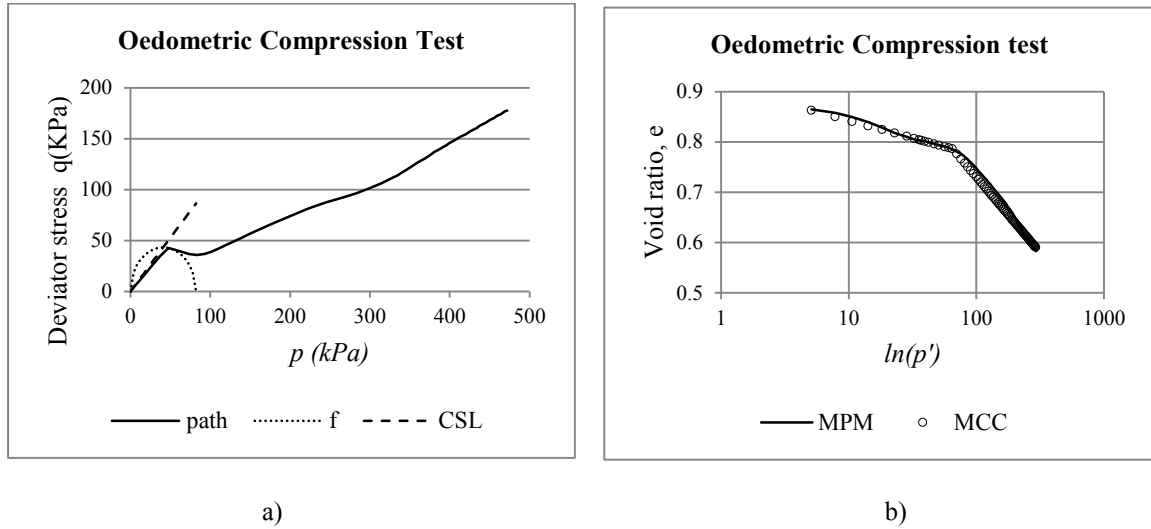 Oedometric Compression Test
Deviator stress q(KPa)
200
150
100
50
0
0 100 200 300 400 500
p (kPa)
path f CSL
a)
Oedometric Compression test
Void ratio, e
0.9
0.8
0.7
0.6
0.5
1 10 100 1000
ln(p')
MPM MCC
b)